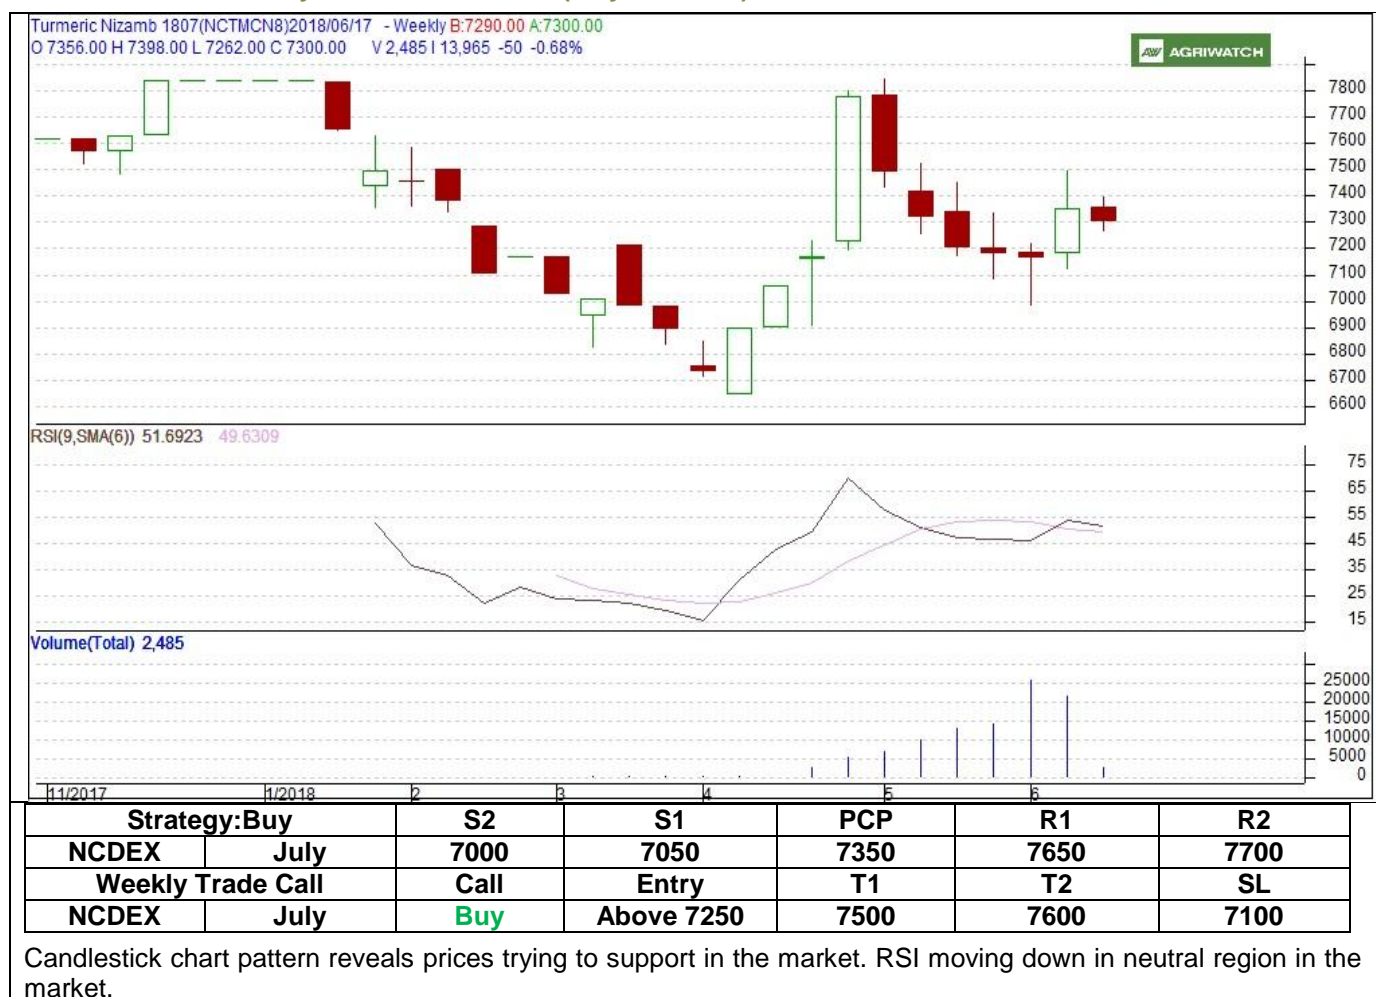 Turmeric Nizamb 1807(NCTMCN8)2018/06/17 - Weekly B:7290.00 A:7300.00
O 7356.00 H 7398.00 L 7262.00 C 7300.00 V 2,485 I 13,965 -50 -0.68%
AW AGRIWATCH
7800
7700
7600
7500
7400
7300
7200
7100
7000
6900
6800
6700
6600
RSI(9,SMA(6)) 51.6923 49.6309
75
65
55
45
35
25
15
Volume(Total) 2,485
25000
20000
15000
10000
5000
0
11/2017 1/2018 2 3 4 5 6
Strategy:Buy S2 S1 PCP R1 R2
NCDEX July 7000 7050 7350 7650 7700
Weekly Trade Call Call Entry T1 T2 SL
NCDEX July Buy Above 7250 7500 7600 7100
Candlestick chart pattern reveals prices trying to support in the market. RSI moving down in neutral region in the
market.